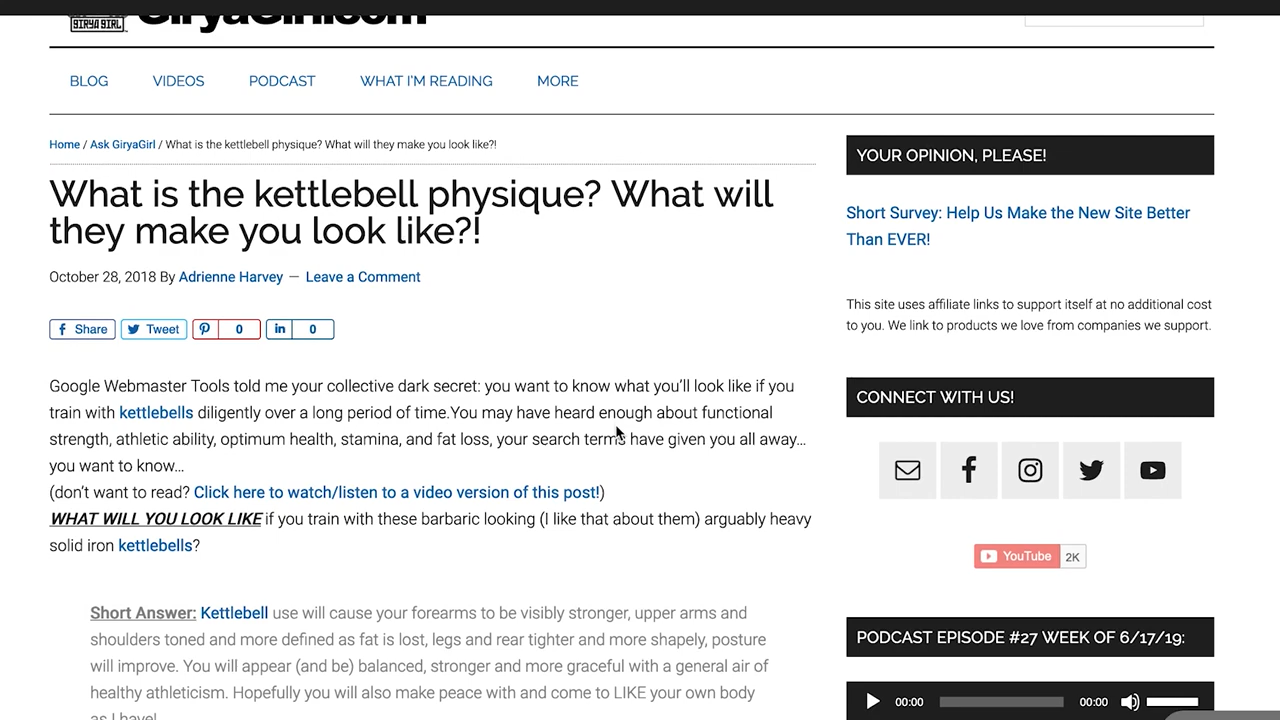 GIRYA GIRL
GiryaGirl.com
BLOG VIDEOS PODCAST WHAT I'M READING MORE
Home / Ask GiryaGirl / What is the kettlebell physique? What will they make you look like?!
What is the kettlebell physique? What will
they make you look like?!
October 28, 2018 By Adrienne Harvey — Leave a Comment
Share Tweet 0 0
Google Webmaster Tools told me your collective dark secret: you want to know what you'll look like if you
train with kettlebells diligently over a long period of time.You may have heard enough about functional
strength, athletic ability, optimum health, stamina, and fat loss, your search terms have given you all away…
you want to know…
(don't want to read? Click here to watch/listen to a video version of this post!)
WHAT WILL YOU LOOK LIKE if you train with these barbaric looking (I like that about them) arguably heavy
solid iron kettlebells?
Short Answer: Kettlebell use will cause your forearms to be visibly stronger, upper arms and
shoulders toned and more defined as fat is lost, legs and rear tighter and more shapely, posture
will improve. You will appear (and be) balanced, stronger and more graceful with a general air of
healthy athleticism. Hopefully you will also make peace with and come to LIKE your own body
as I have!
YOUR OPINION, PLEASE!
Short Survey: Help Us Make the New Site Better
Than EVER!
This site uses affiliate links to support itself at no additional cost
to you. We link to products we love from companies we support.
CONNECT WITH US!
YouTube 2K
PODCAST EPISODE #27 WEEK OF 6/17/19:
00:00 00:00